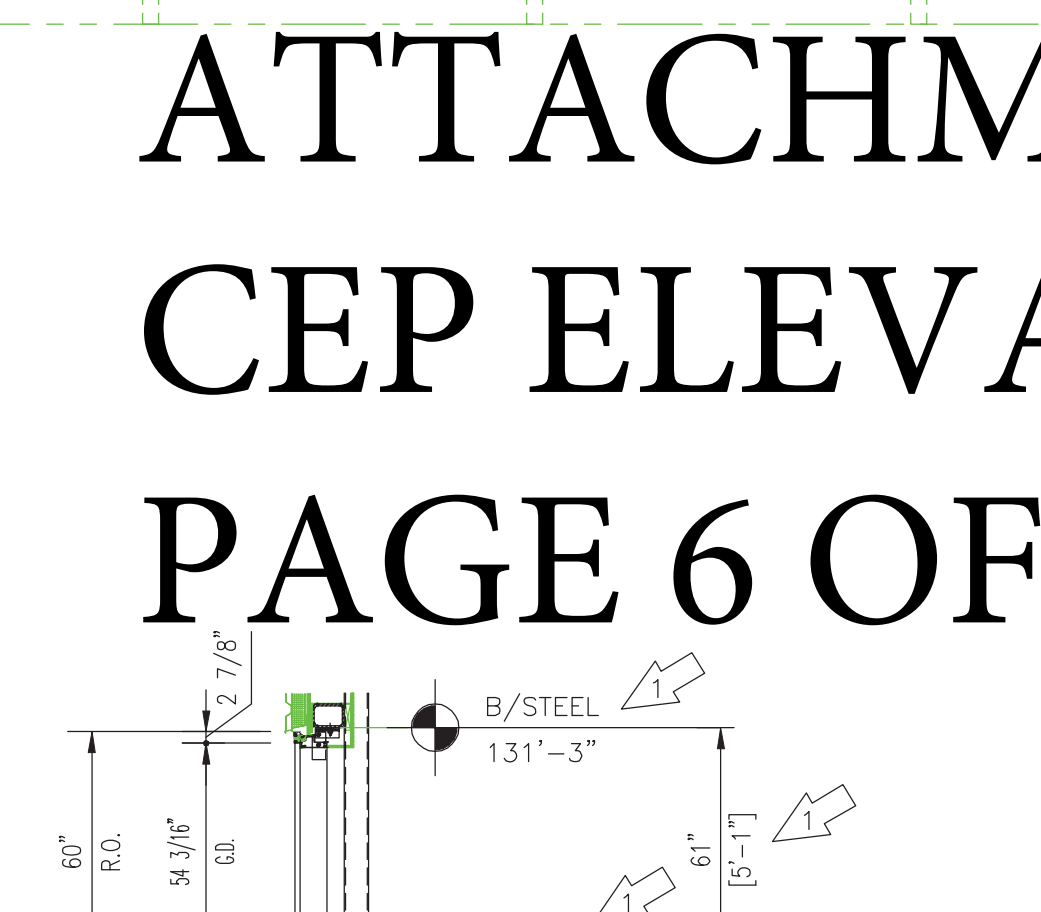 ATTACHM
CEP ELEVA
PAGE 6 OF
2 7/8”
B/STEEL
1
131’–3”
60”
R.O.
54 3/16”
G.D.
61”
[5’–1”]
1
1